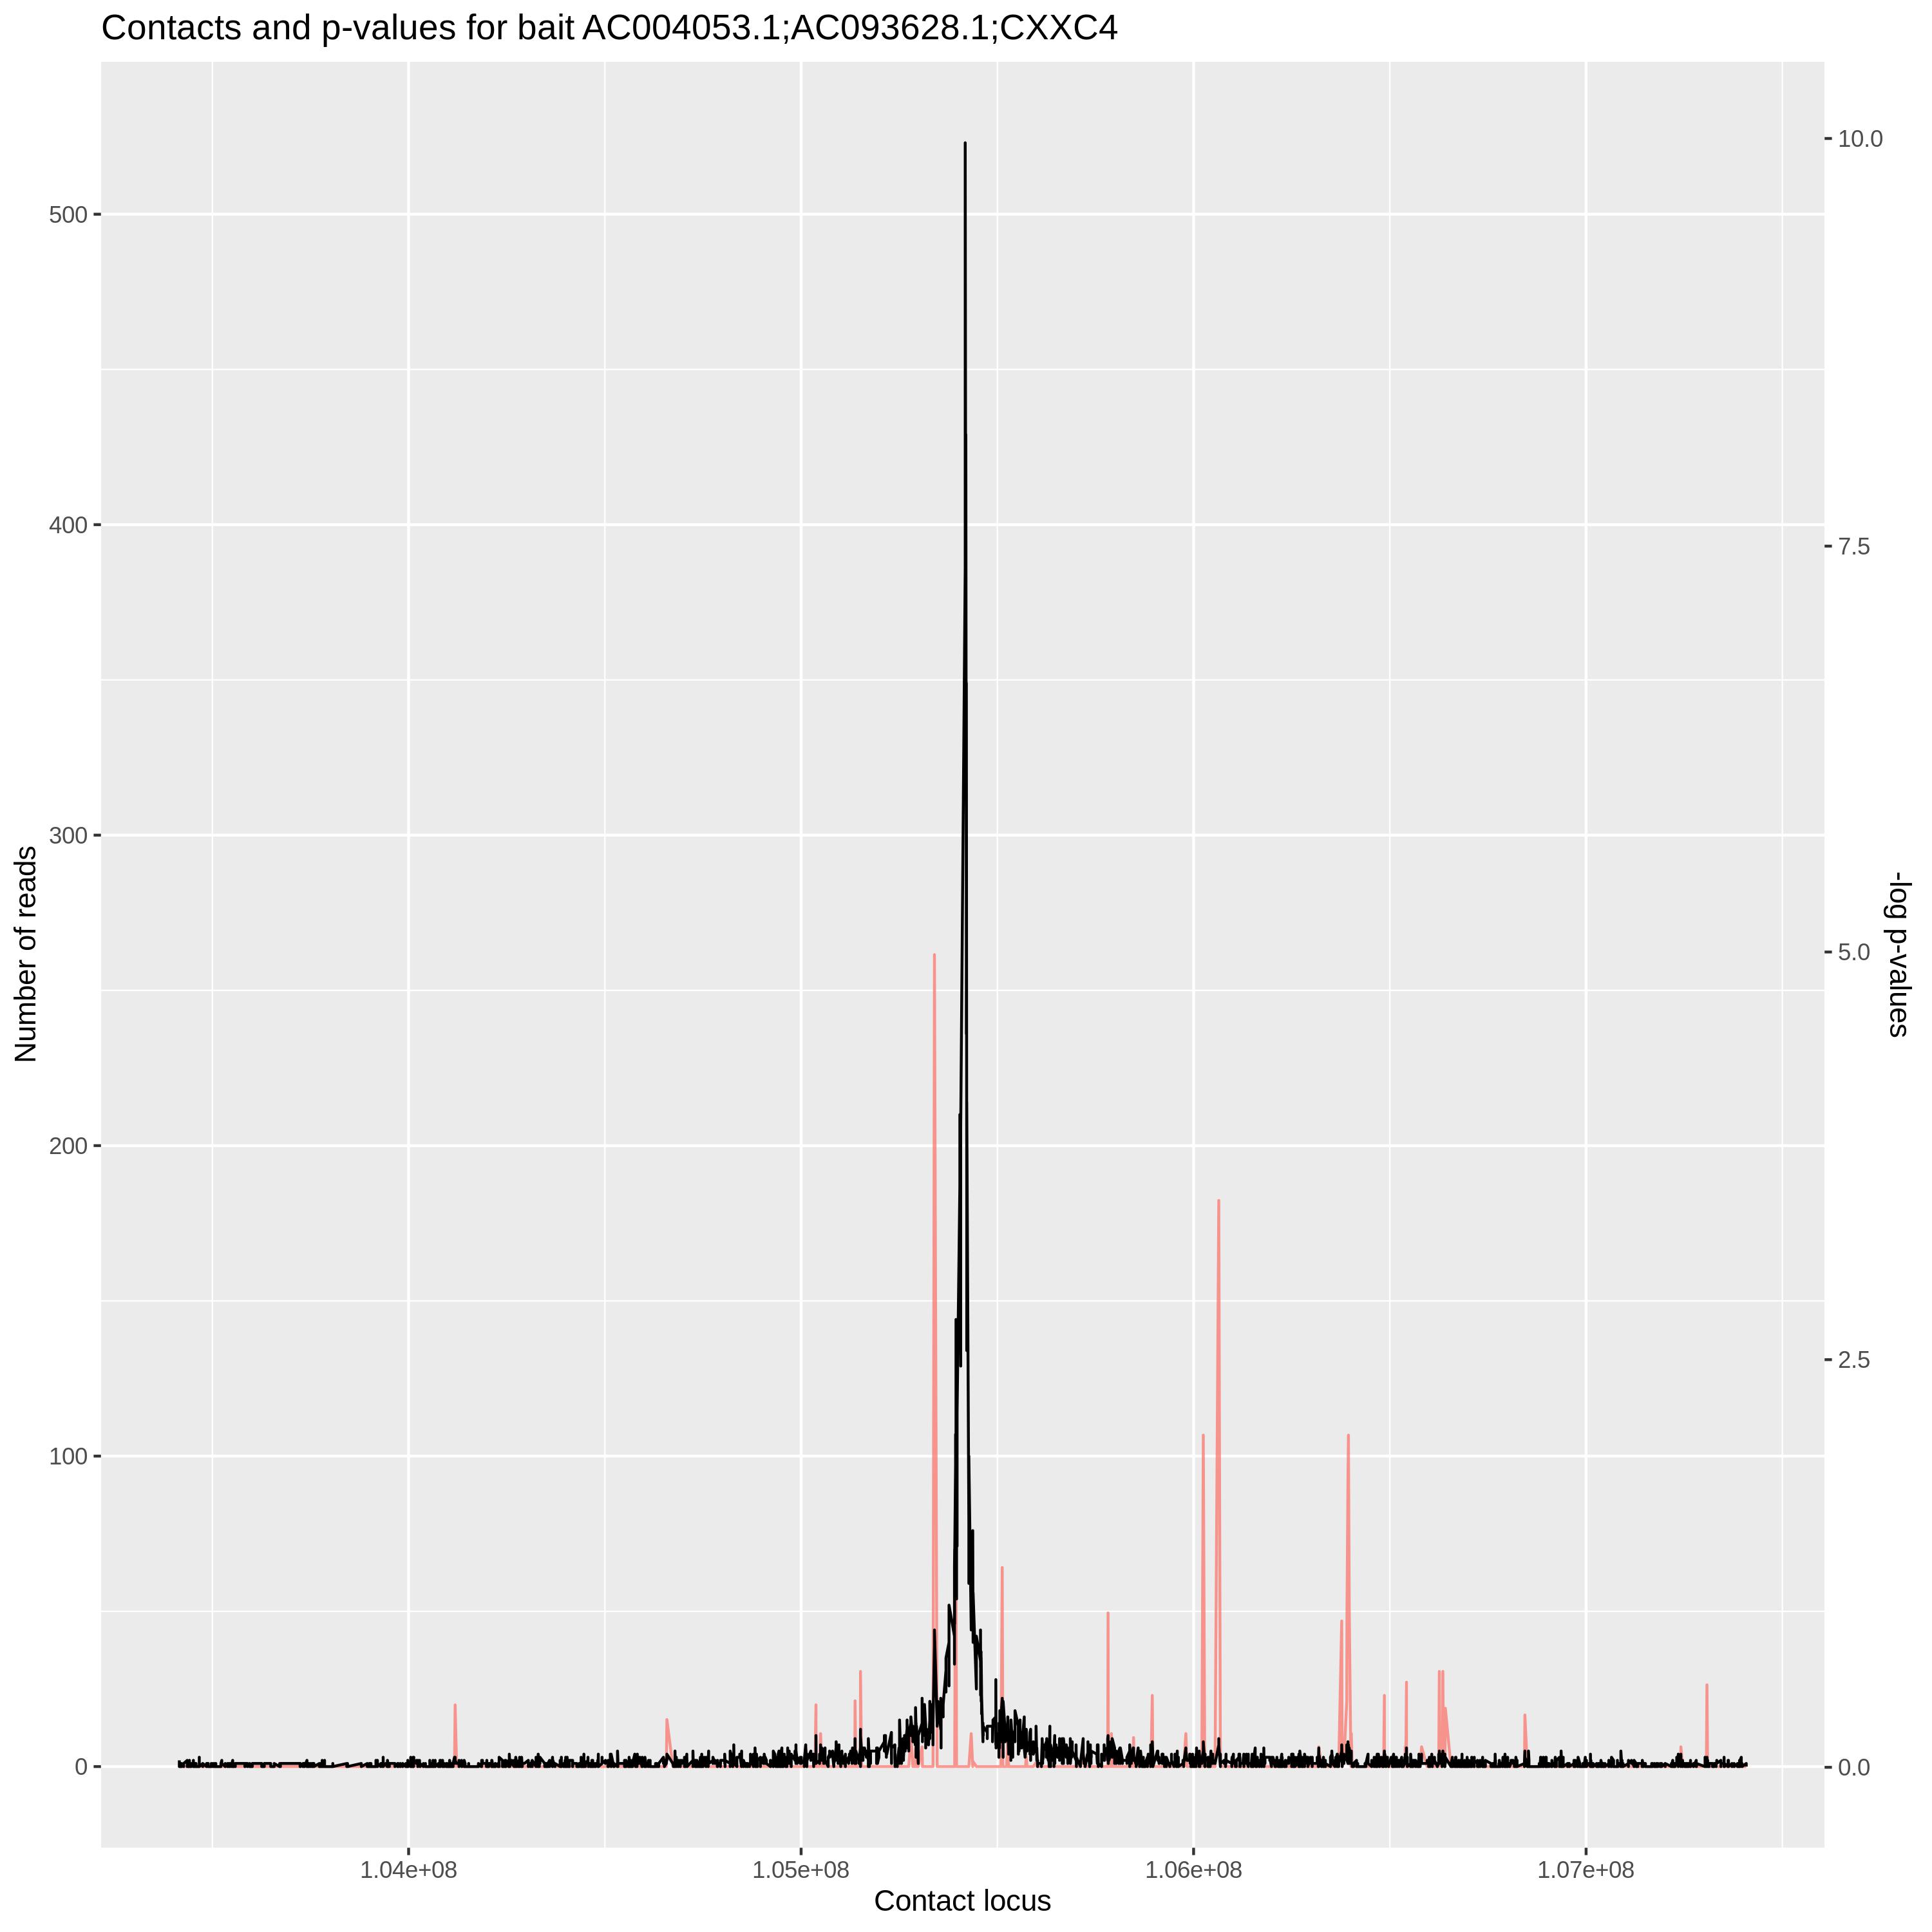 Contacts and p-values for bait AC004053.1;AC093628.1;CXXC4
10.0
500
7.5
400
300
Number of reads
-log p-values
5.0
200
2.5
100
0
0.0
1.04e+08 1.05e+08 1.06e+08 1.07e+08
Contact locus